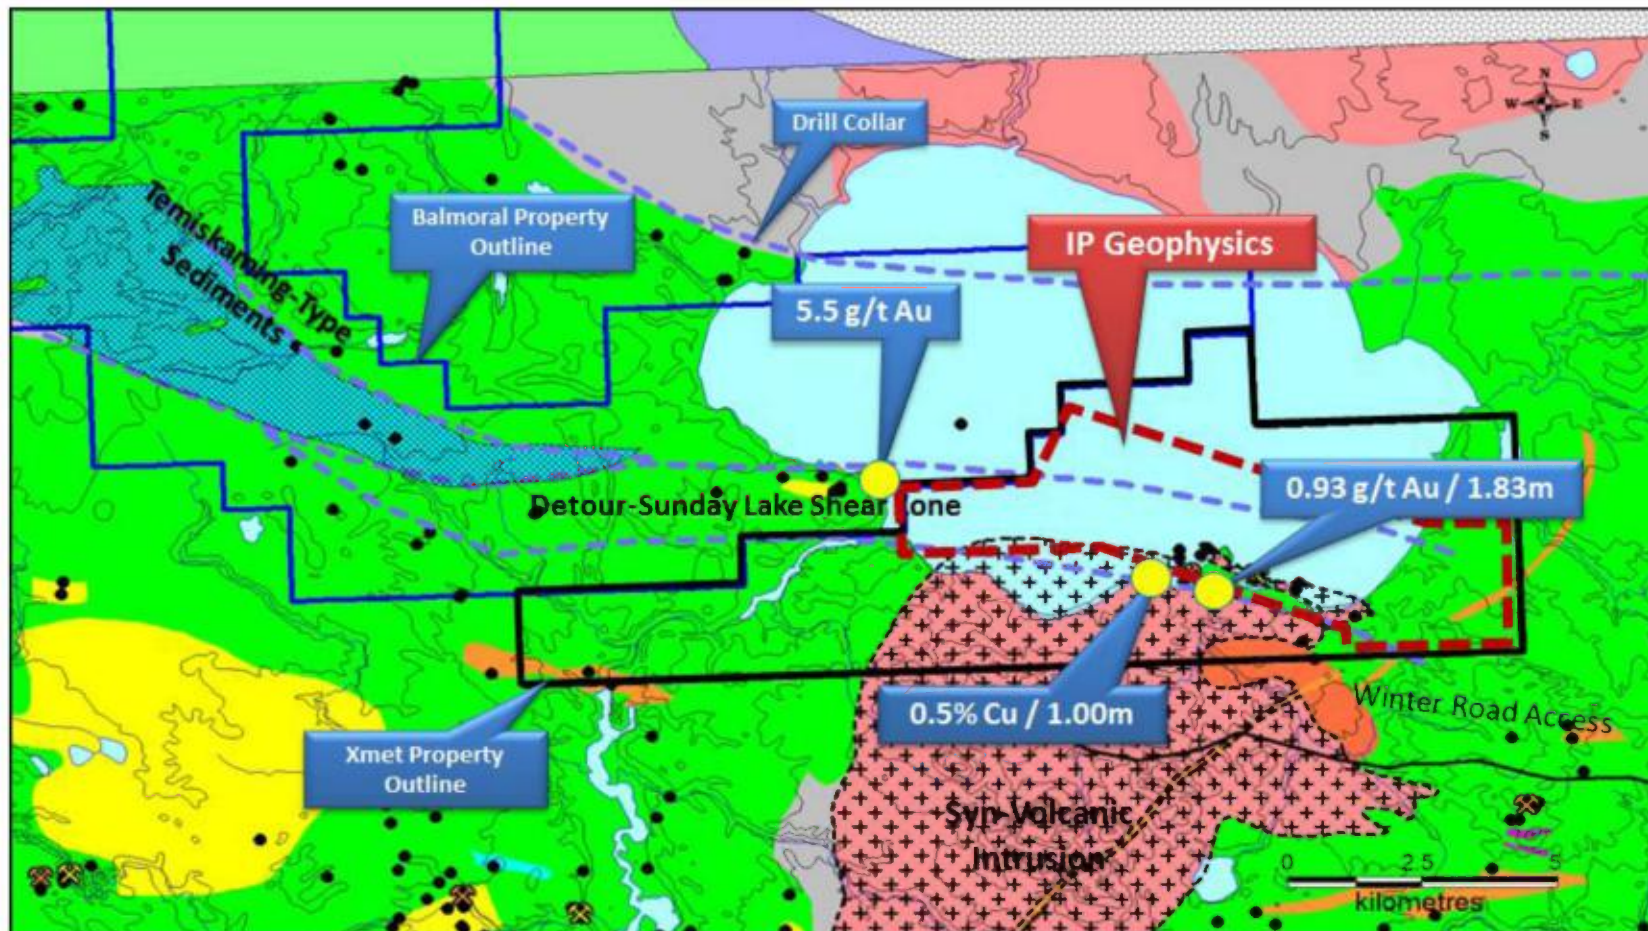 N
W E
S
Drill Collar
Balmoral Property
Outline
Temiskaming-Type
Sediments
IP Geophysics
5.5 g/t Au
0.93 g/t Au / 1.83m
Detour-Sunday Lake Shear Zone
0.5% Cu / 1.00m
Winter Road Access
Xmet Property
Outline
Syn-Volcanic
Intrusion
0 2.5 5
kilometres